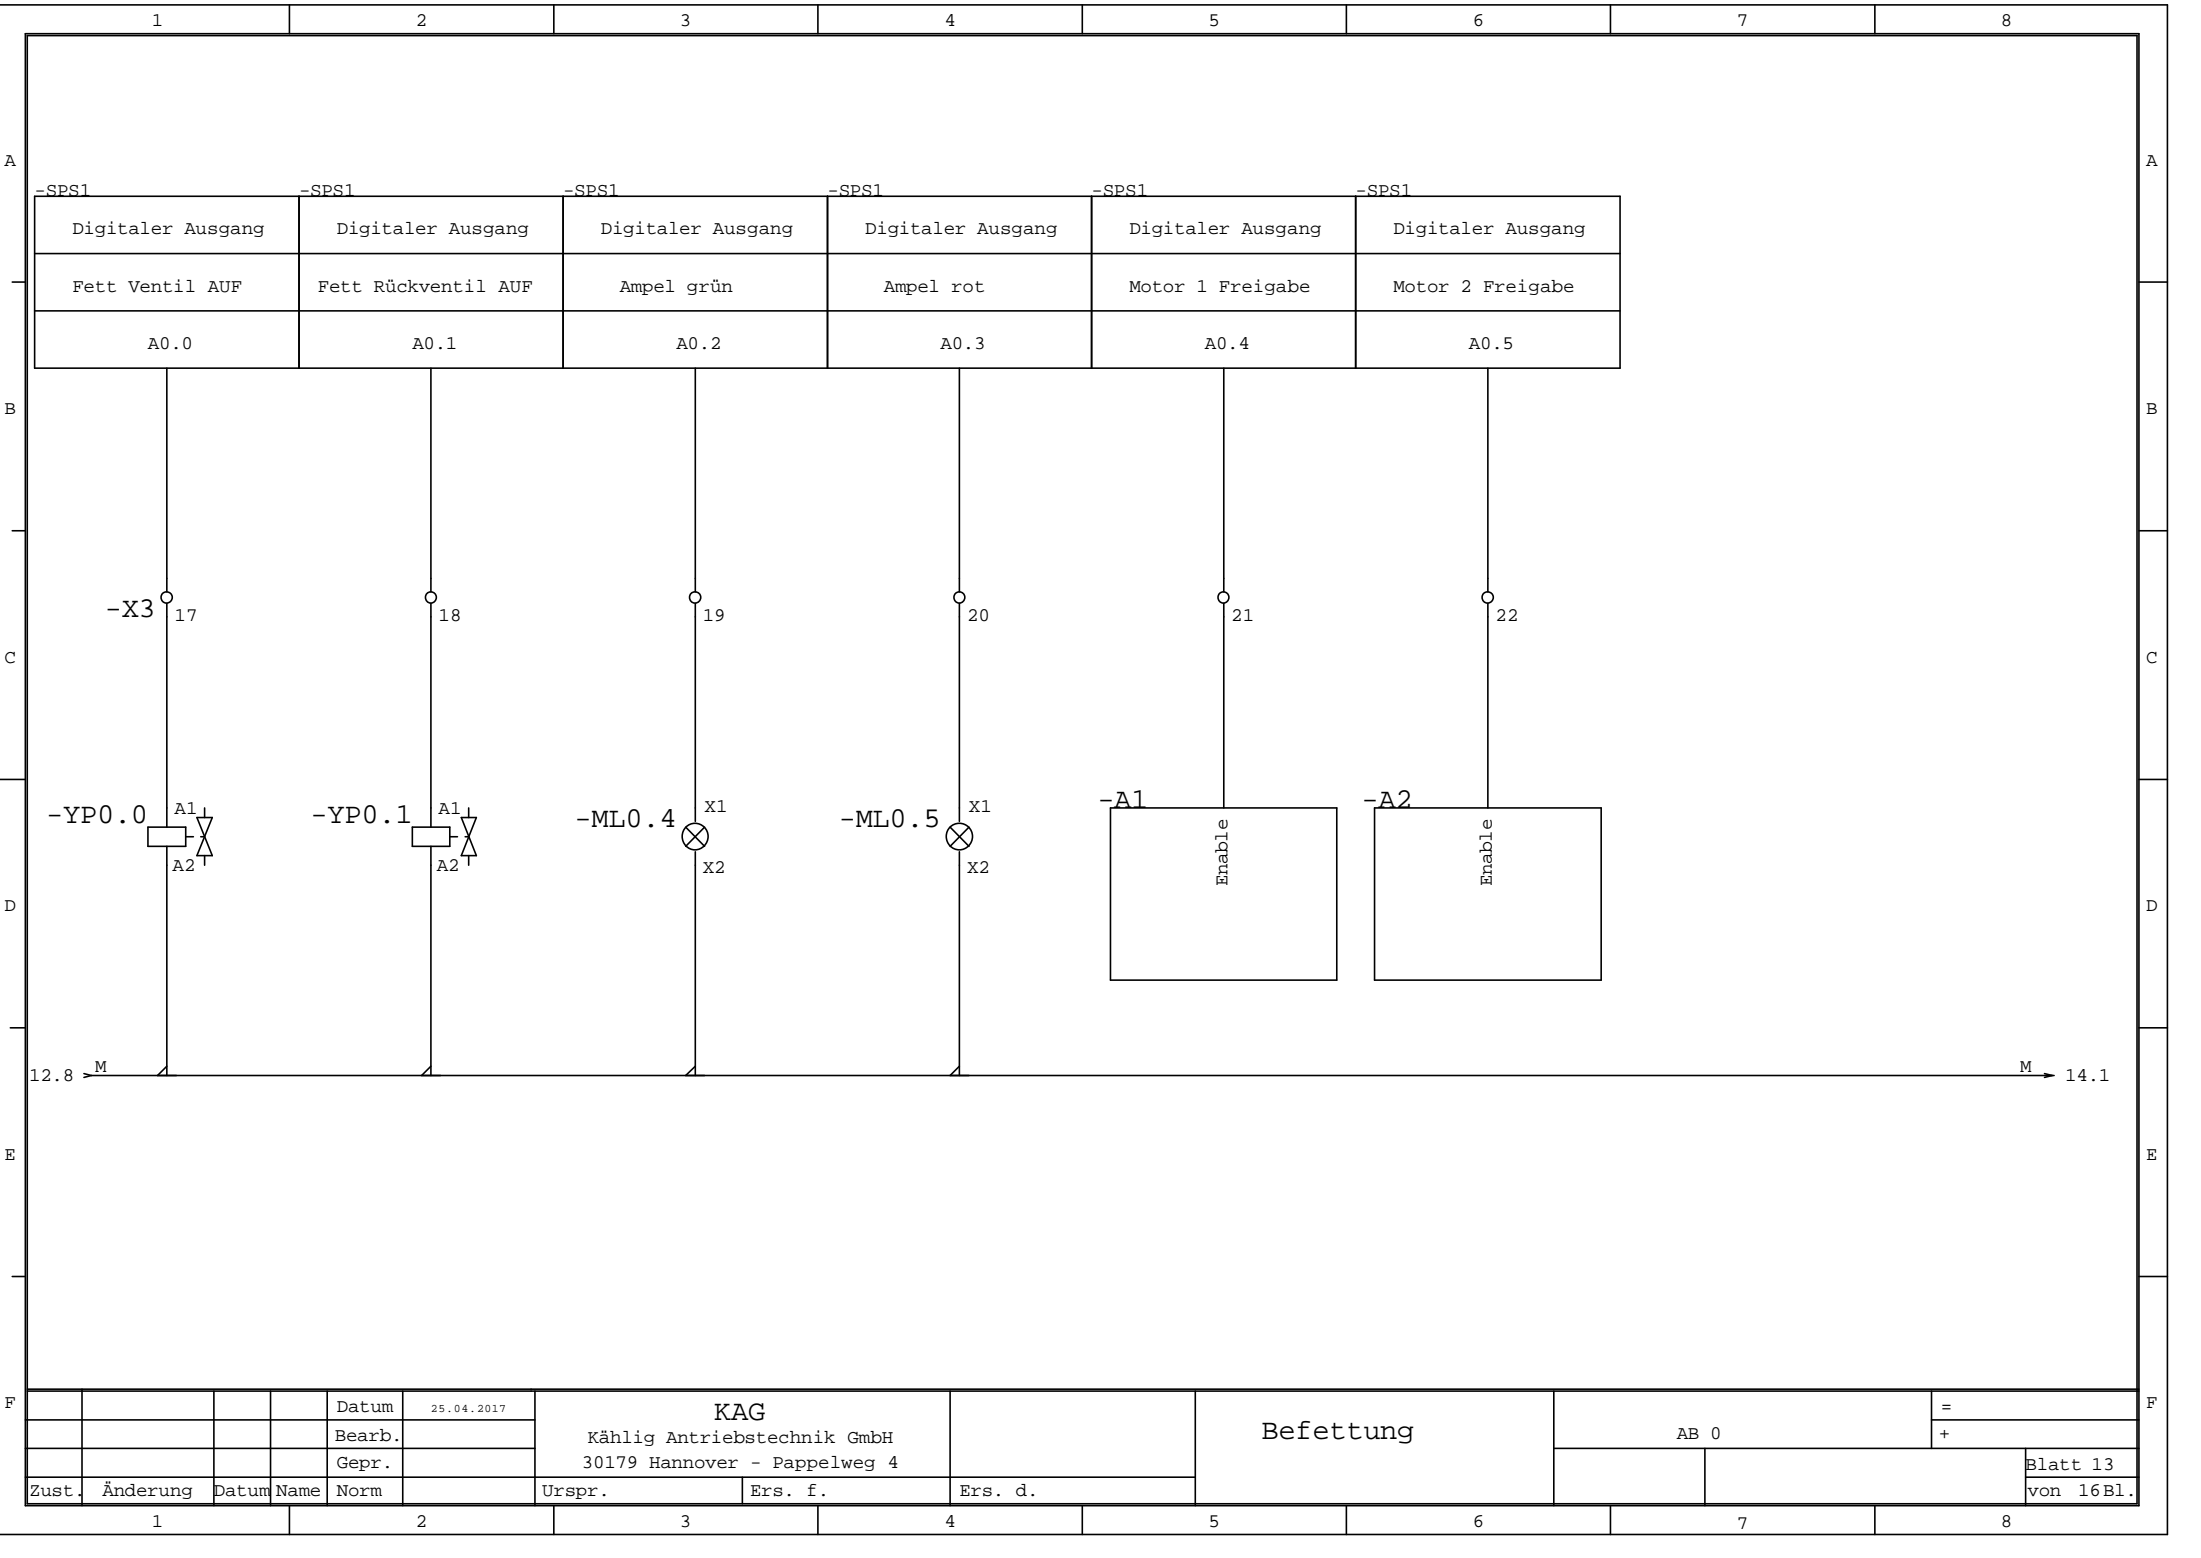 1 2 3 4 5 6 7 8
A A
-SPS1 -SPS1 -SPS1 -SPS1 -SPS1 -SPS1
Digitaler Ausgang Digitaler Ausgang Digitaler Ausgang Digitaler Ausgang Digitaler Ausgang Digitaler Ausgang
Fett Ventil AUF Fett Rückventil AUF Ampel grün Ampel rot Motor 1 Freigabe Motor 2 Freigabe
A0.0 A0.1 A0.2 A0.3 A0.4 A0.5
B B
-X3 17 18 19 20 21 22
C C
-YP0.0 A1 -YP0.1 A1 -ML0.4 X1 -ML0.5 X1 -A1 -A2
Enable Enable
A2 A2 X2 X2
D D
12.8 M M 14.1
E E
F F
Datum 25.04.2017 KAG =
Bearb. Kählig Antriebstechnik GmbH Befettung AB 0 +
Gepr. 30179 Hannover - Pappelweg 4 Blatt 13
Zust. Änderung Datum Name Norm Urspr. Ers. f. Ers. d. von 16Bl.
1 2 3 4 5 6 7 8